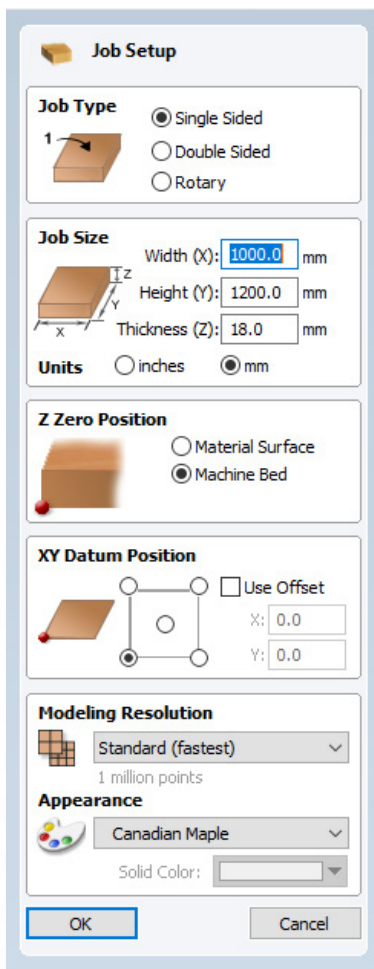 Job Setup
Job Type
1
Single Sided
Double Sided
Rotary
Job Size
Width (X): 1000.0 mm
Z
Height (Y): 1200.0 mm
Y
Thickness (Z): 18.0 mm
X
Units inches mm
Z Zero Position
Material Surface
Machine Bed
XY Datum Position
Use Offset
X: 0.0
Y: 0.0
Modeling Resolution
Standard (fastest)
1 million points
Appearance
Canadian Maple
Solid Color:
OK Cancel